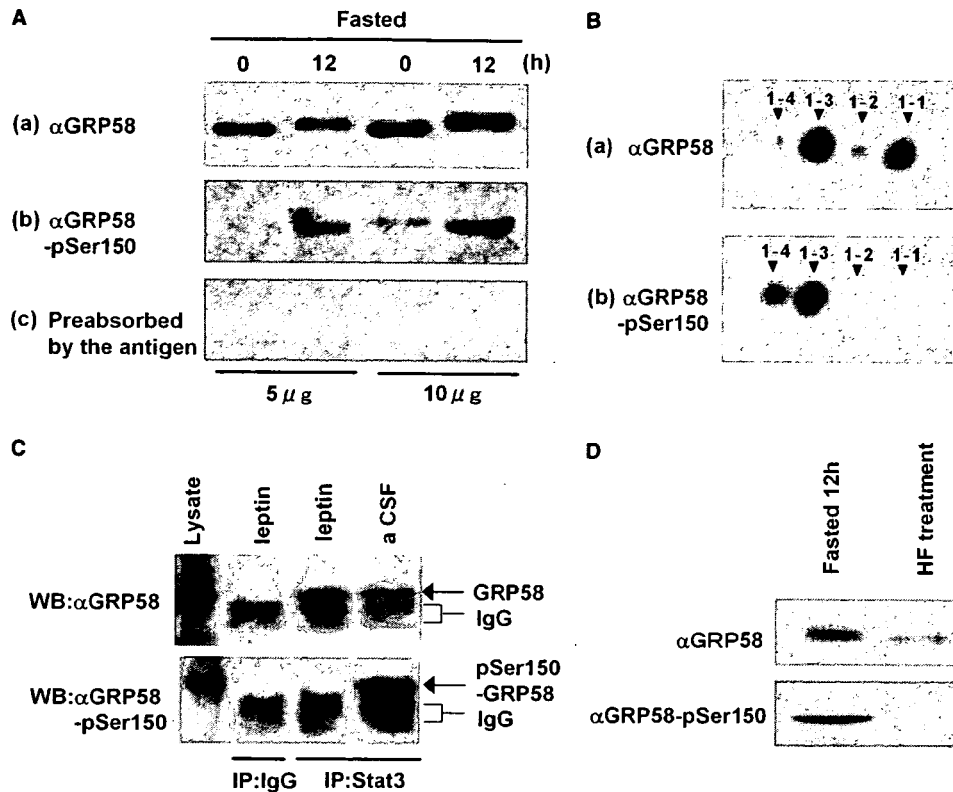 A
Fasted
0 12 0 12 (h)
(a) αGRP58
(b) αGRP58
-pSer150
(c) Preabsorbed
by the antigen
5 μg 10 μg
B
1-4 1-3 1-2 1-1
(a) αGRP58
1-4 1-3 1-2 1-1
(b) αGRP58
-pSer150
C
Lysate leptin leptin a CSF
WB:αGRP58
GRP58
IgG
WB:αGRP58
-pSer150
pSer150
-GRP58
IgG
IP:IgG IP:Stat3
D
Fasted 12h HF treatment
αGRP58
αGRP58-pSer150